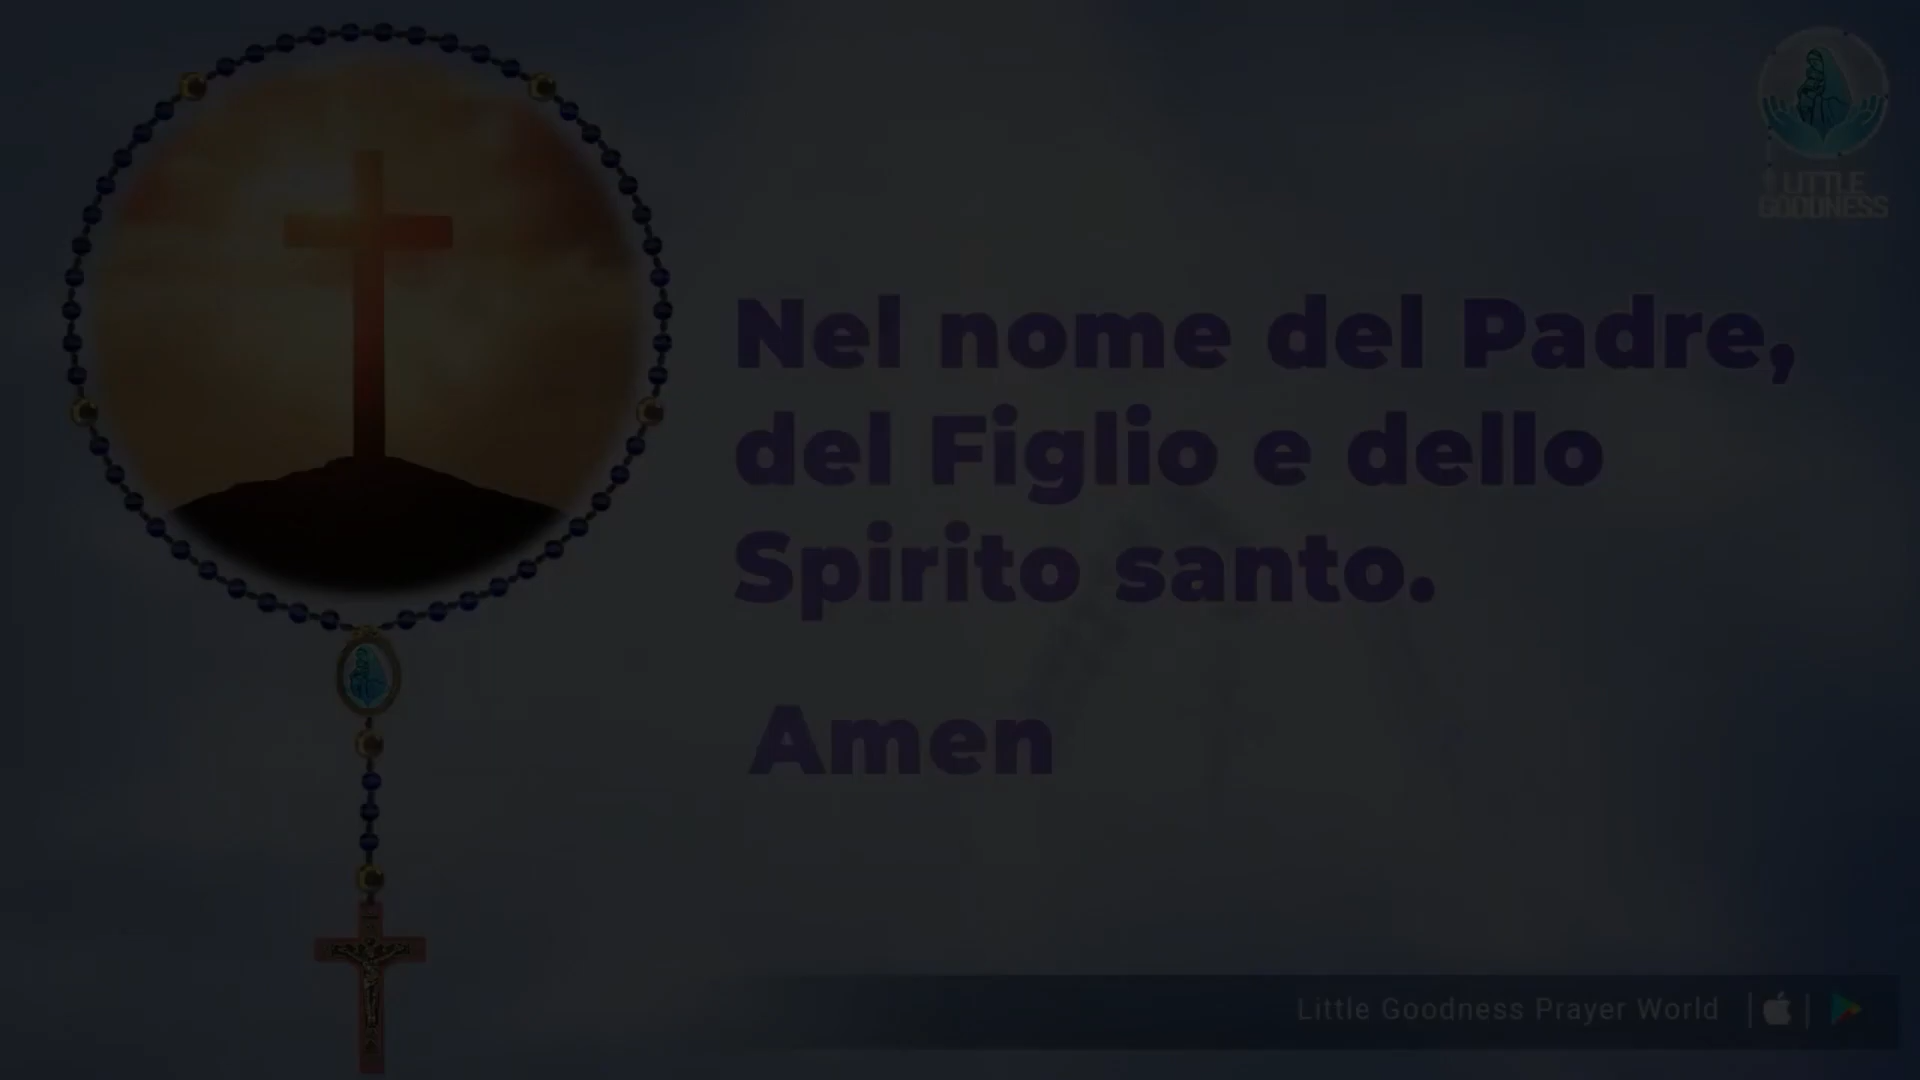 LITTLE
GOODNESS
Nel nome del Padre,
del Figlio e dello
Spirito santo.
Amen
Little Goodness Prayer World